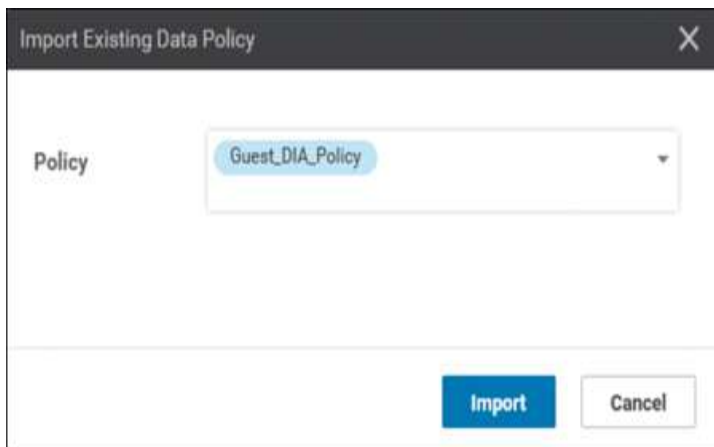 Import Existing Data Policy
Policy
Guest_DIA_Policy
Import
Cancel